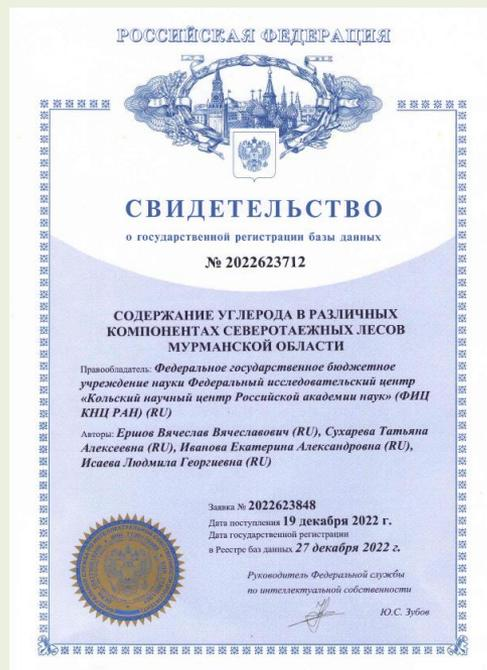 РОССИЙСКАЯ ФЕДЕРАЦИЯ
СВИДЕТЕЛЬСТВО
о государственной регистрации базы данных
№ 2022623712
СОДЕРЖАНИЕ УГЛЕРОДА В РАЗЛИЧНЫХ
КОМПОНЕНТАХ СЕВЕРОТАЕЖНЫХ ЛЕСОВ
МУРМАНСКОЙ ОБЛАСТИ
Правообладатель: Федеральное государственное бюджетное
учреждение науки Федеральный исследовательский центр
«Кольский научный центр Российской академии наук» (ФИЦ
КНЦ РАН) (RU)
Авторы: Ершов Вячеслав Вячеславович (RU), Сухарева Татьяна
Алексеевна (RU), Иванова Екатерина Александровна (RU),
Исаева Людмила Георгиевна (RU)
Заявка № 2022623848
Дата поступления 19 декабря 2022 г.
Дата государственной регистрации
в Реестре баз данных 27 декабря 2022 г.
Руководитель Федеральной службы
по интеллектуальной собственности
Ю.С. Зубов